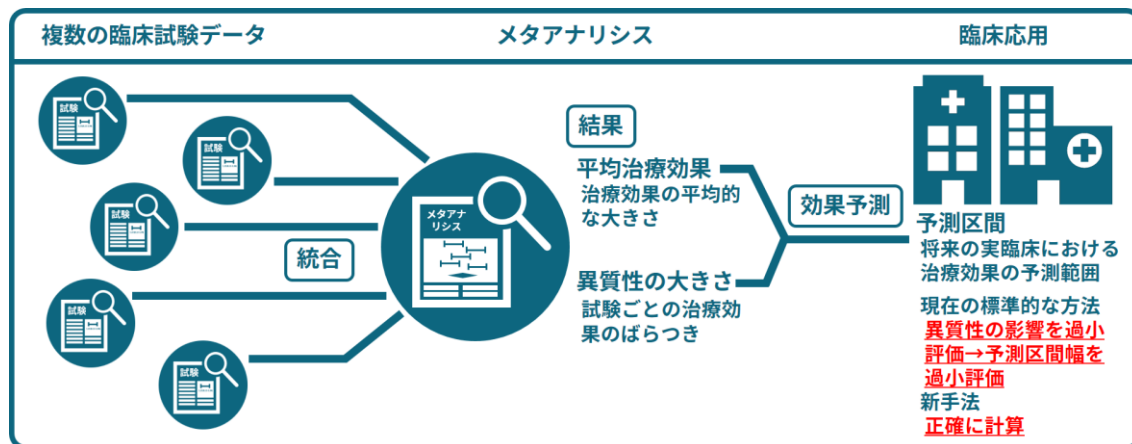 複数の臨床試験データ
メタアナリシス
臨床応用
試験
試験
試験
試験
試験
統合
メタアナ
リシス
結果
平均治療効果
治療効果の平均的
な大きさ
異質性の大きさ
試験ごとの治療効
果のばらつき
効果予測
予測区間
将来の実臨床における
治療効果の予測範囲
現在の標準的な方法
異質性の影響を過小
評価→予測区間幅を
過小評価
新手法
正確に計算